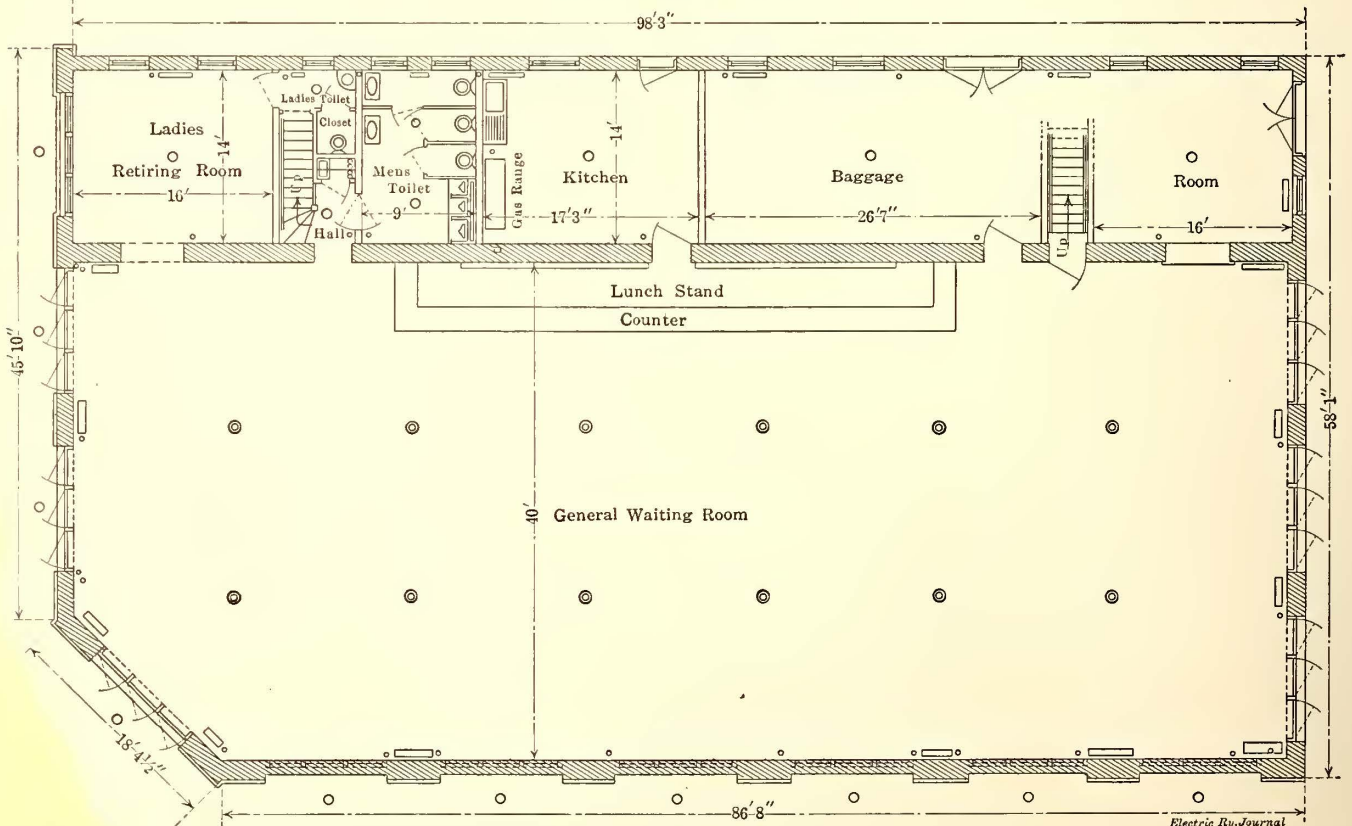 98'3"
Ladies Toilet
Closet
Ladies
Retiring Room
14'
16'
Up
Hall
Mens
Toilet
9'
Gas Range
Kitchen
14'
17'3"
Baggage
26'7"
Up
Room
16'
Lunch Stand
Counter
45'10"
58'1"
40'
General Waiting Room
18'4½"
86'8"
Electric Ry. Journal